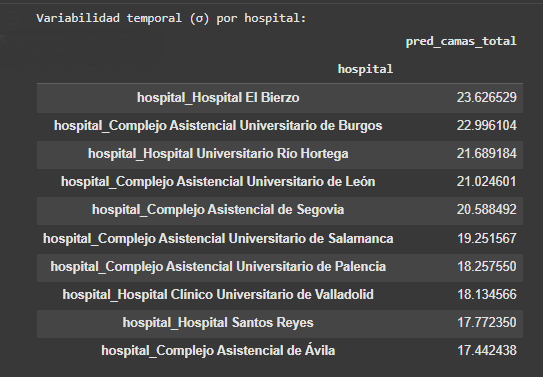 Variabilidad temporal (σ) por hospital:
pred_camas_total
hospital
hospital_Hospital El Bierzo 23.626529
hospital_Complejo Asistencial Universitario de Burgos 22.996104
hospital_Hospital Universitario Río Hortega 21.689184
hospital_Complejo Asistencial Universitario de León 21.024601
hospital_Complejo Asistencial de Segovia 20.588492
hospital_Complejo Asistencial Universitario de Salamanca 19.251567
hospital_Complejo Asistencial Universitario de Palencia 18.257550
hospital_Hospital Clínico Universitario de Valladolid 18.134566
hospital_Hospital Santos Reyes 17.772350
hospital_Complejo Asistencial de Ávila 17.442438